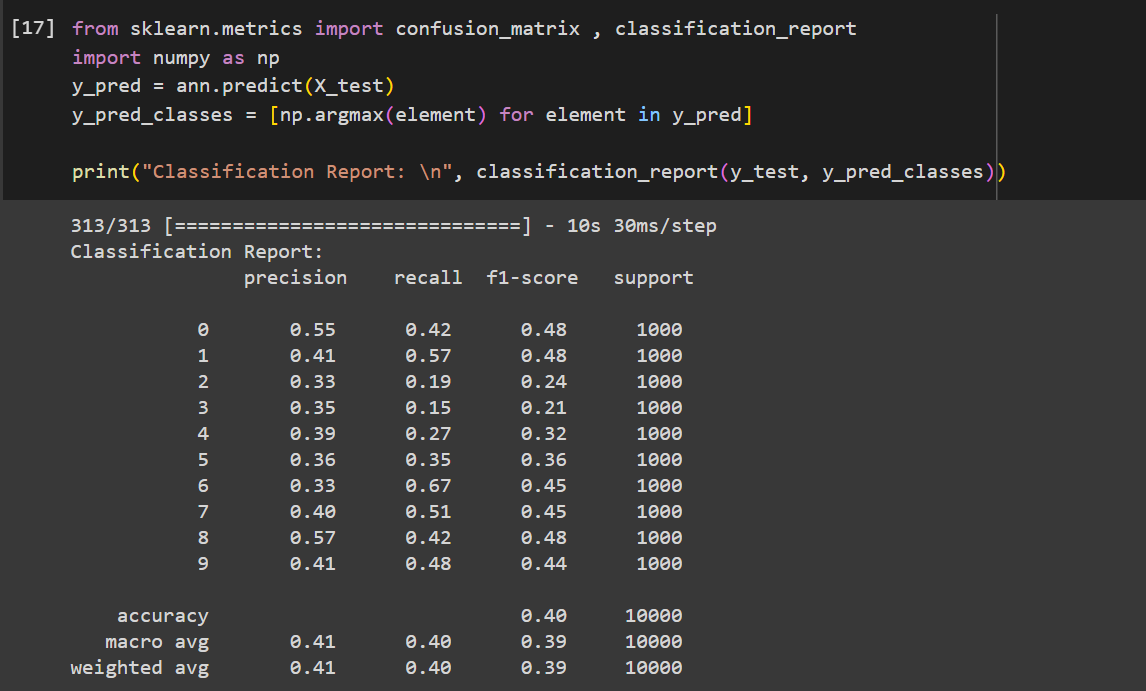 [17] from sklearn.metrics import confusion_matrix , classification_report
import numpy as np
y_pred = ann.predict(X_test)
y_pred_classes = [np.argmax(element) for element in y_pred]
print("Classification Report: \n", classification_report(y_test, y_pred_classes))
313/313 [==============================] - 10s 30ms/step
Classification Report:
precision recall f1-score support
0 0.55 0.42 0.48 1000
1 0.41 0.57 0.48 1000
2 0.33 0.19 0.24 1000
3 0.35 0.15 0.21 1000
4 0.39 0.27 0.32 1000
5 0.36 0.35 0.36 1000
6 0.33 0.67 0.45 1000
7 0.40 0.51 0.45 1000
8 0.57 0.42 0.48 1000
9 0.41 0.48 0.44 1000
accuracy 0.40 10000
macro avg 0.41 0.40 0.39 10000
weighted avg 0.41 0.40 0.39 10000